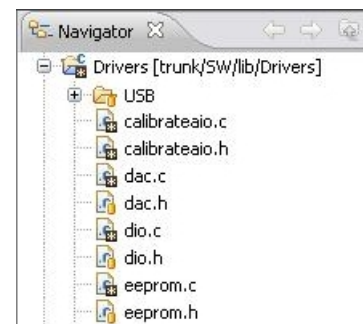 Navigator
Drivers [trunk/SW/lib/Drivers]
USB
calibrateaio.c
calibrateaio.h
dac.c
dac.h
dio.c
dio.h
eeprom.c
eeprom.h